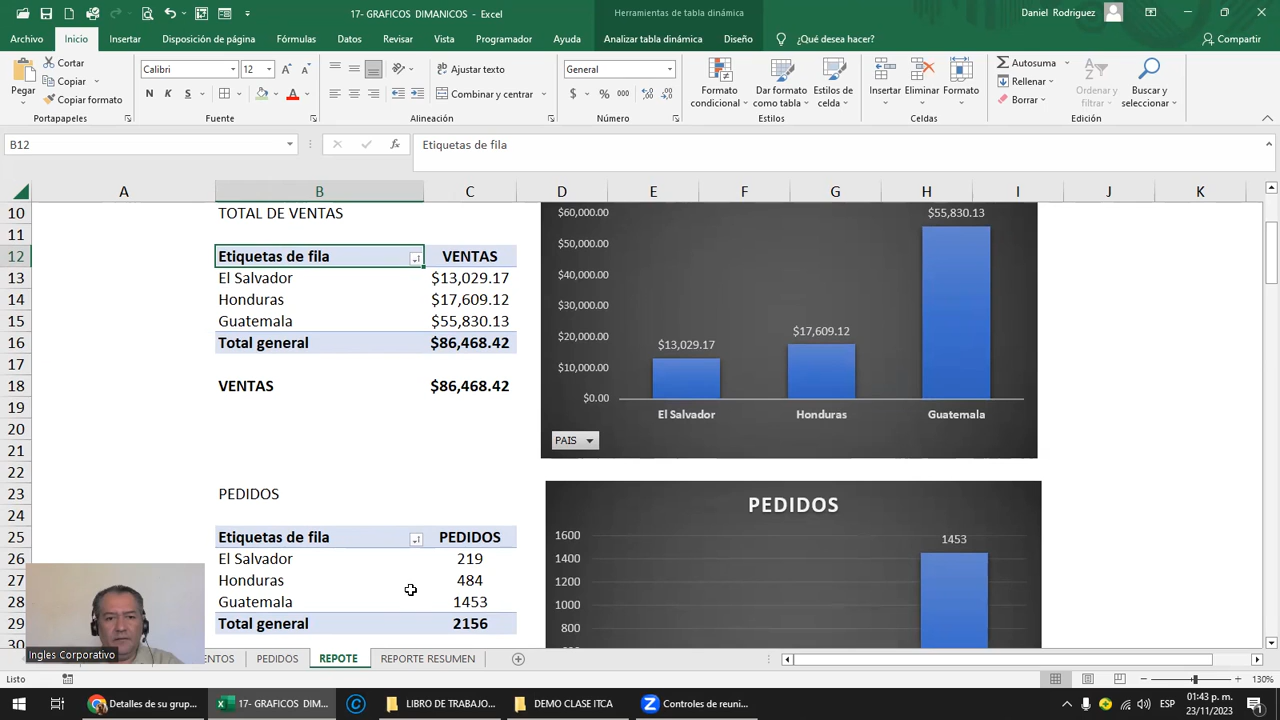 17- GRAFICOS DIMANICOS - Excel
Herramientas de tabla dinámica
Daniel Rodriguez
Archivo Inicio Insertar Disposición de página Fórmulas Datos Revisar Vista Programador Ayuda Analizar tabla dinámica Diseño ¿Qué desea hacer? Compartir
Pegar
Cortar
Copiar
Copiar formato
Portapapeles
Calibri 12
N K S
Fuente
Ajustar texto
Combinar y centrar
Alineación
General
$ % 000
Número
Formato condicional
Dar formato como tabla
Estilos de celda
Estilos
Insertar Eliminar Formato
Celdas
Autosuma
Rellenar
Borrar
Ordenar y filtrar
Buscar y seleccionar
Edición
B12 fx Etiquetas de fila
A B C D E F G H I J K
10 TOTAL DE VENTAS
11
12 Etiquetas de fila VENTAS
13 El Salvador $13,029.17
14 Honduras $17,609.12
15 Guatemala $55,830.13
16 Total general $86,468.42
17
18 VENTAS $86,468.42
19
20
21
22
23 PEDIDOS
24
25 Etiquetas de fila PEDIDOS
26 El Salvador 219
27 Honduras 484
28 Guatemala 1453
29 Total general 2156
$60,000.00
$50,000.00
$40,000.00
$30,000.00
$20,000.00
$10,000.00
$0.00
$13,029.17
$17,609.12
$55,830.13
El Salvador Honduras Guatemala
PAIS
PEDIDOS
1600
1400
1200
1000
800
1453
Ingles Corporativo
PEDIDOS REPOTE REPORTE RESUMEN
Listo
130%
Detalles de su grup...
17- GRAFICOS DIM...
LIBRO DE TRABAJO...
DEMO CLASE ITCA
Controles de reuni...
ESP
01:43 p. m.
23/11/2023